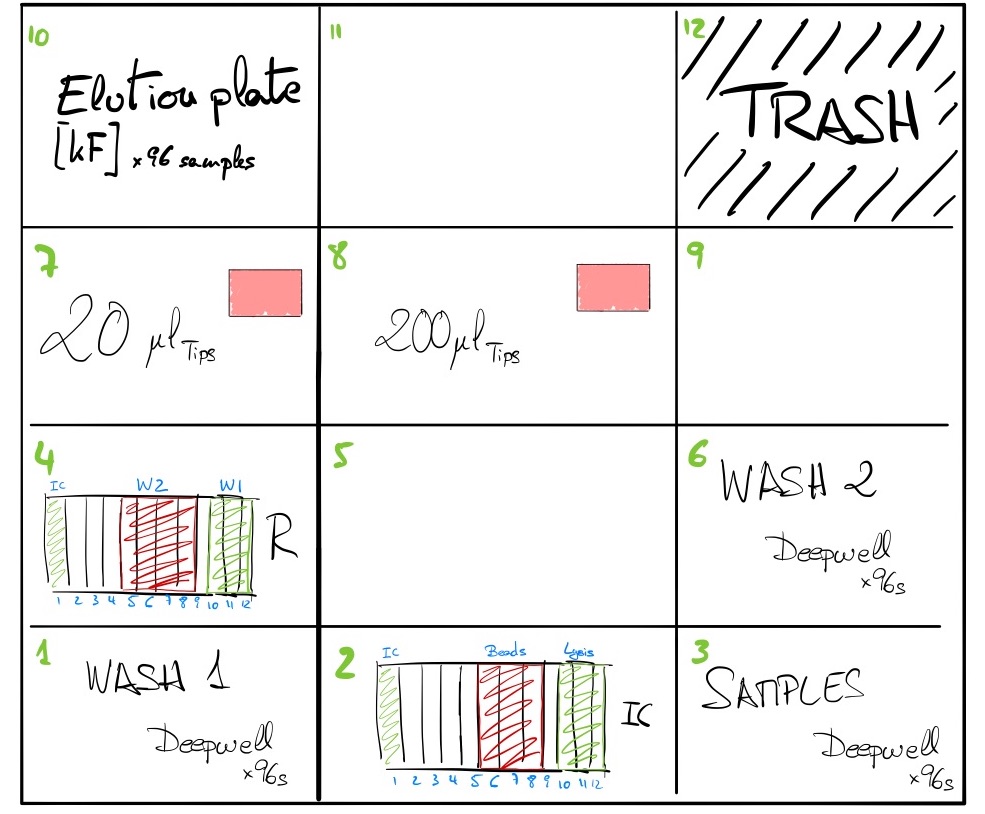 10
Elution plate
[kF] x96 samples
11
12
TRASH
7
20 µl Tips
8
200µl Tips
9
4
IC W2 W1
R
1 2 3 4 5 6 7 8 9 10 11 12
5
6
WASH 2
Deepwell
x96s
1
WASH 1
Deepwell
x96s
2
IC Beads Lysis
IC
1 2 3 4 5 6 7 8 9 10 11 12
3
SAMPLES
Deepwell
x96s